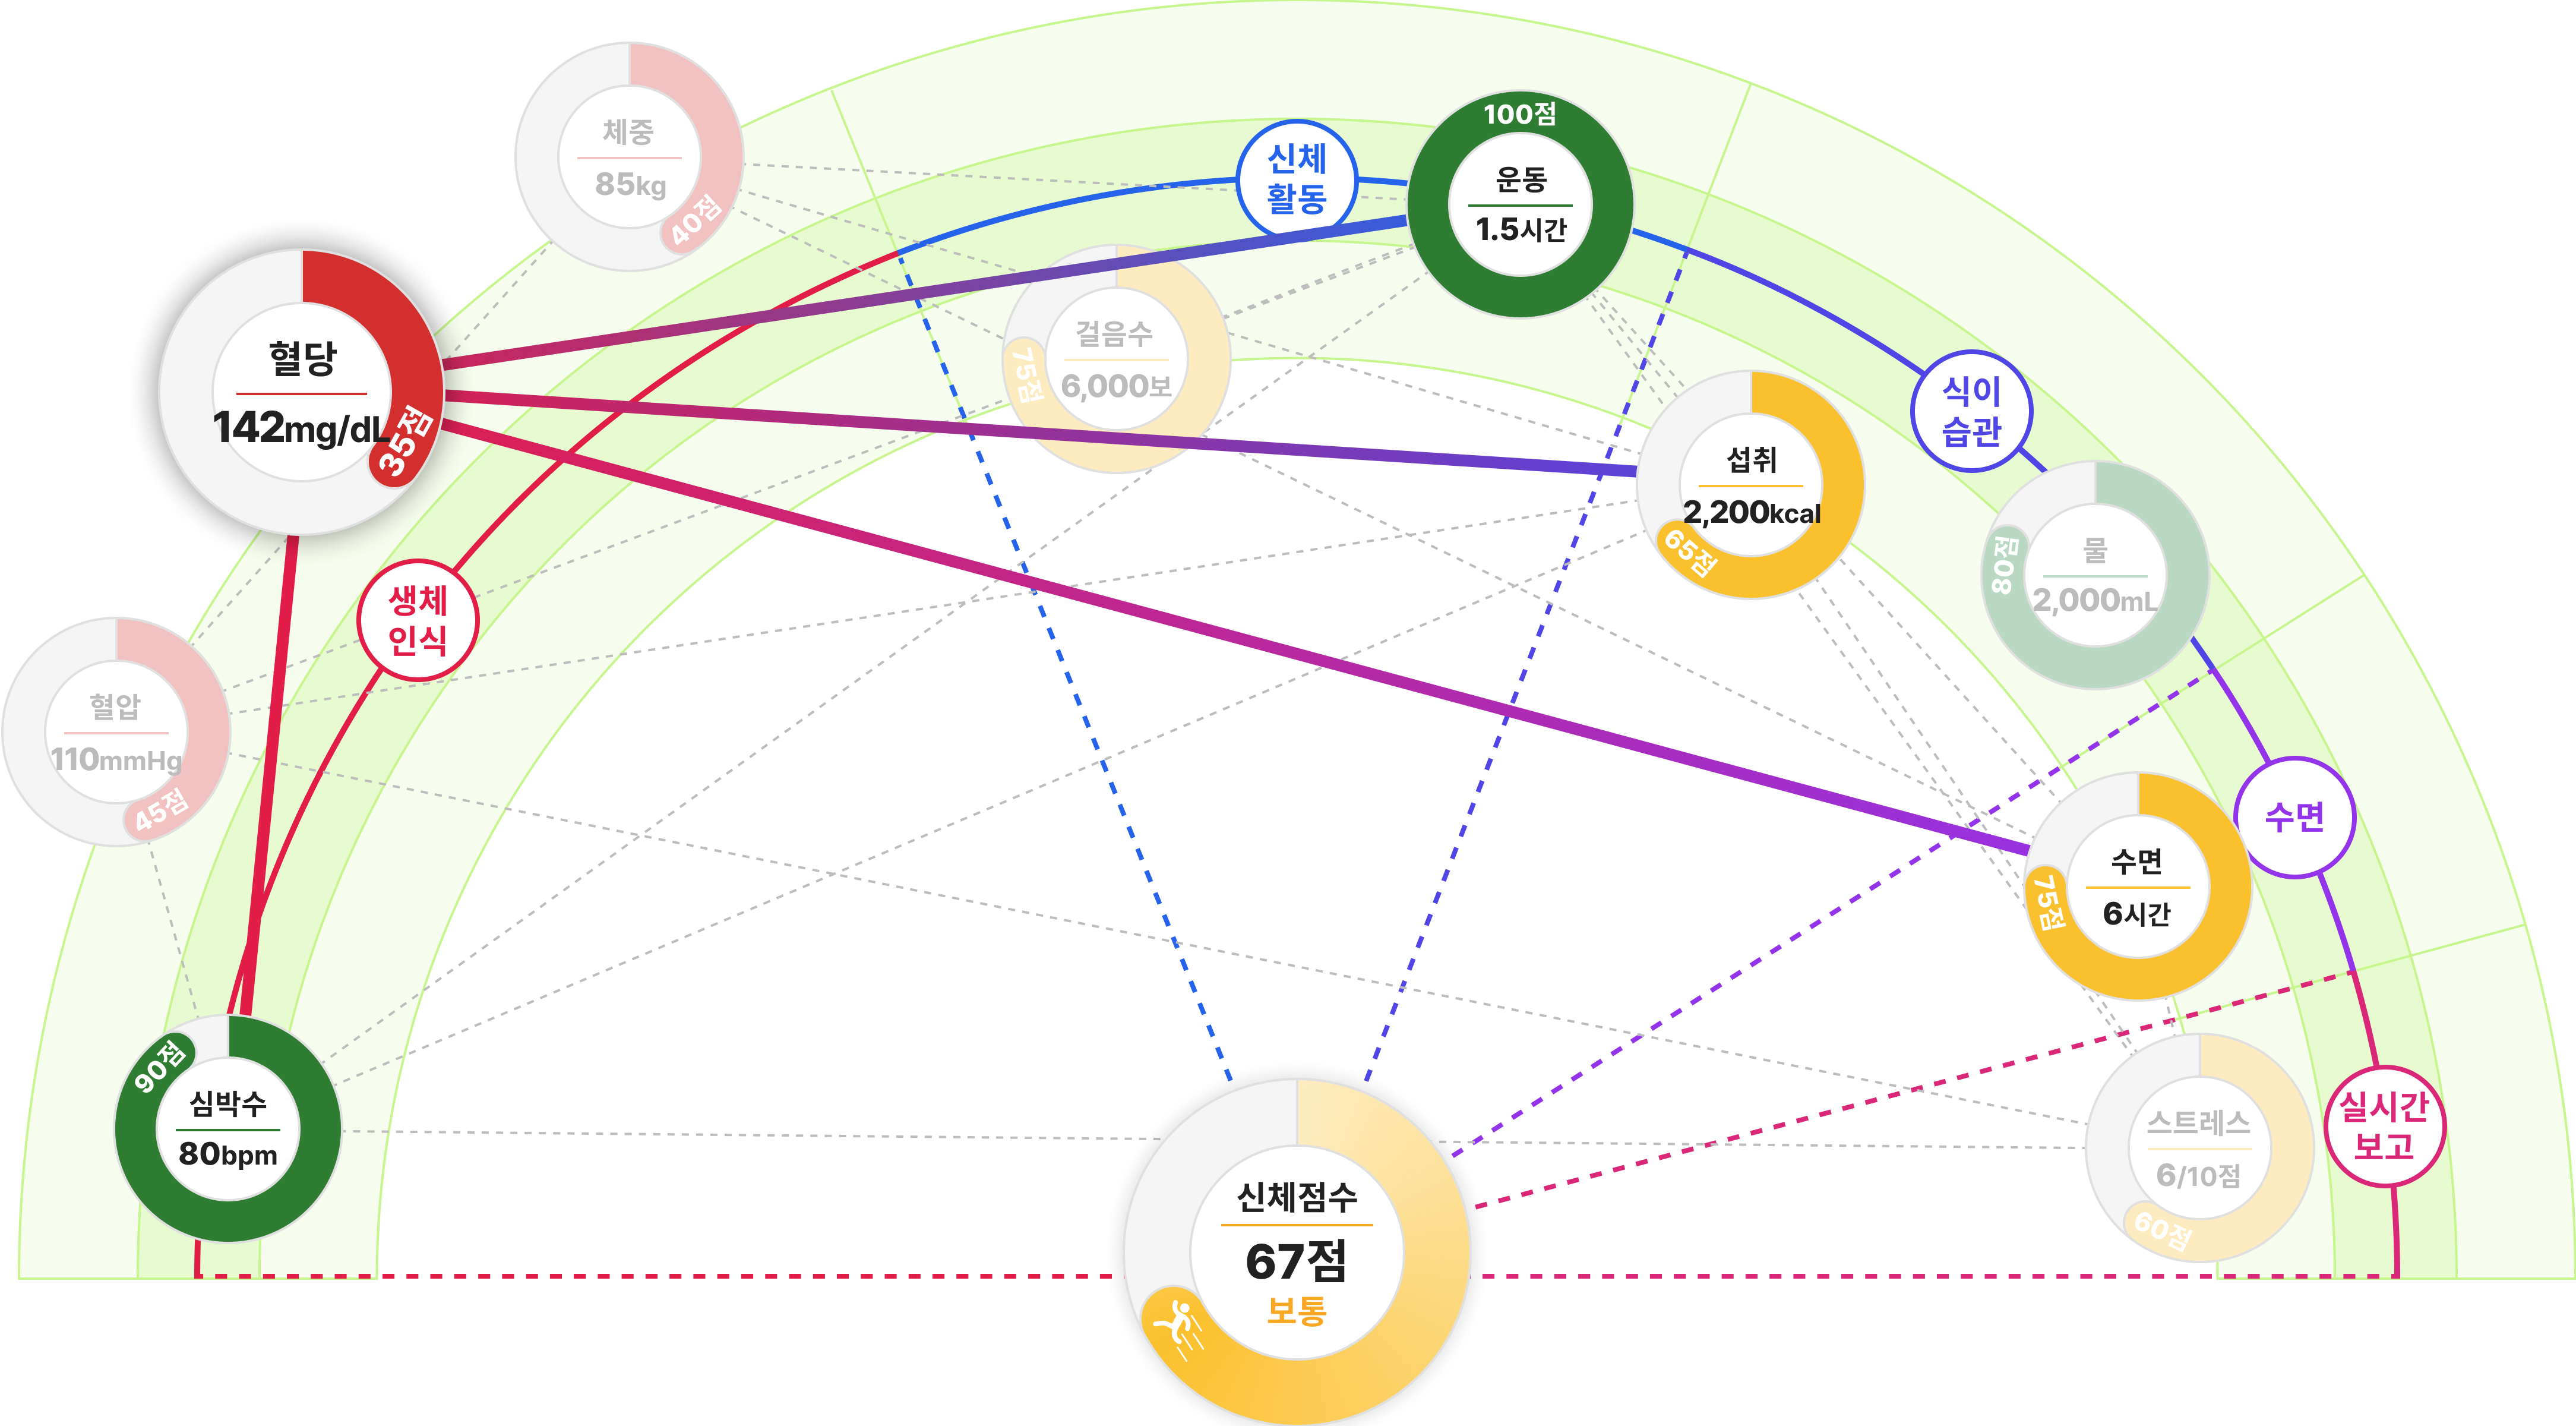 체중
85kg
40점
신체
활동
100점
운동
1.5시간
혈당
142mg/dL
35점
걸음수
6,000보
75점
섭취
2,200kcal
65점
식이
습관
물
2,000mL
80점
생체
인식
혈압
110mmHg
45점
수면
수면
6시간
75점
90점
심박수
80bpm
신체점수
67점
보통
스트레스
6/10점
60점
실시간
보고